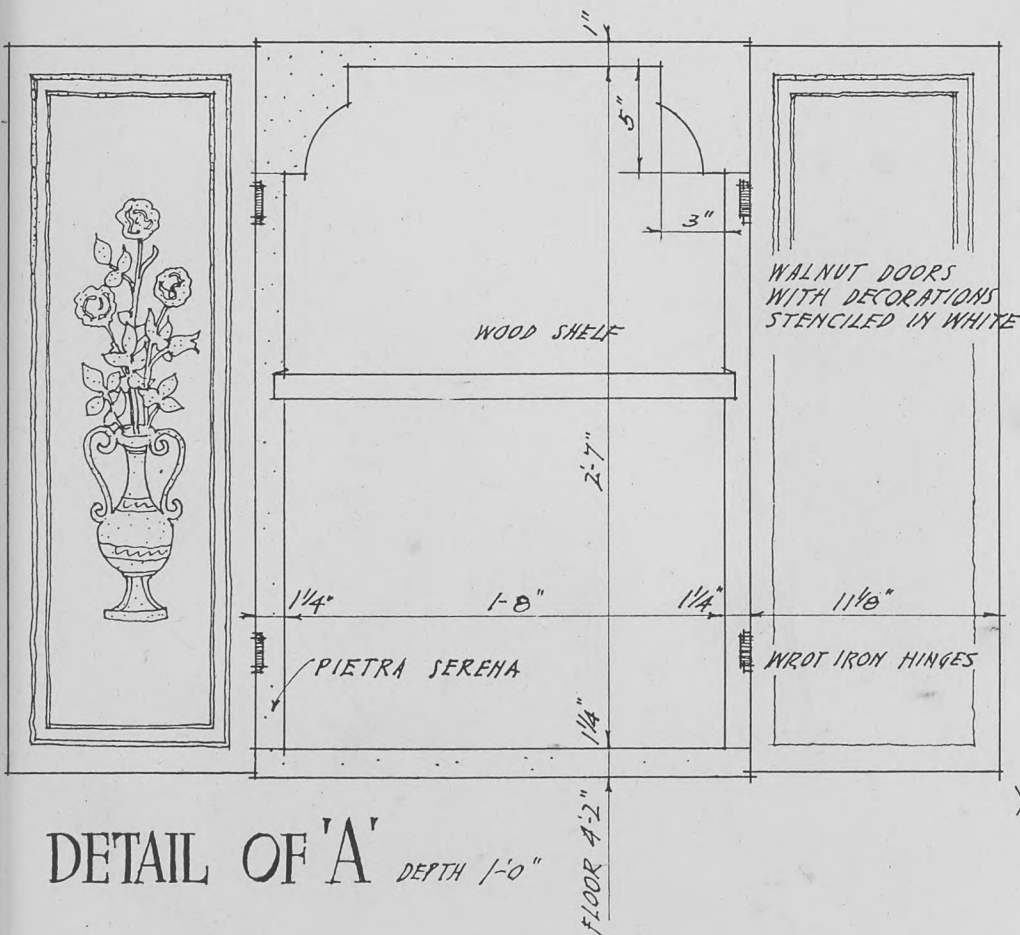 1"
5"
3"
WALNUT DOORS
WITH DECORATIONS
STENCILED IN WHITE
WOOD SHELF
2'-7"
1¼"
1-8"
1¼"
11⅛"
PIETRA SERENA
WROT IRON HINGES
1¼"
FLOOR 4'-2"
DETAIL OF 'A' DEPTH 1'-0"